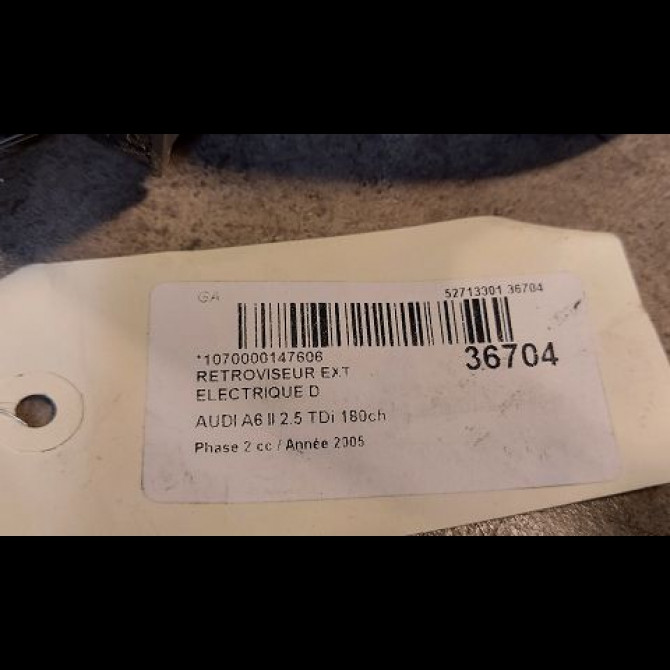 GA 52713301 36704
*1070000147606 36704
RETROVISEUR EXT
ELECTRIQUE D
AUDI A6 II 2.5 TDi 180ch
Phase 2 cc / Année 2005